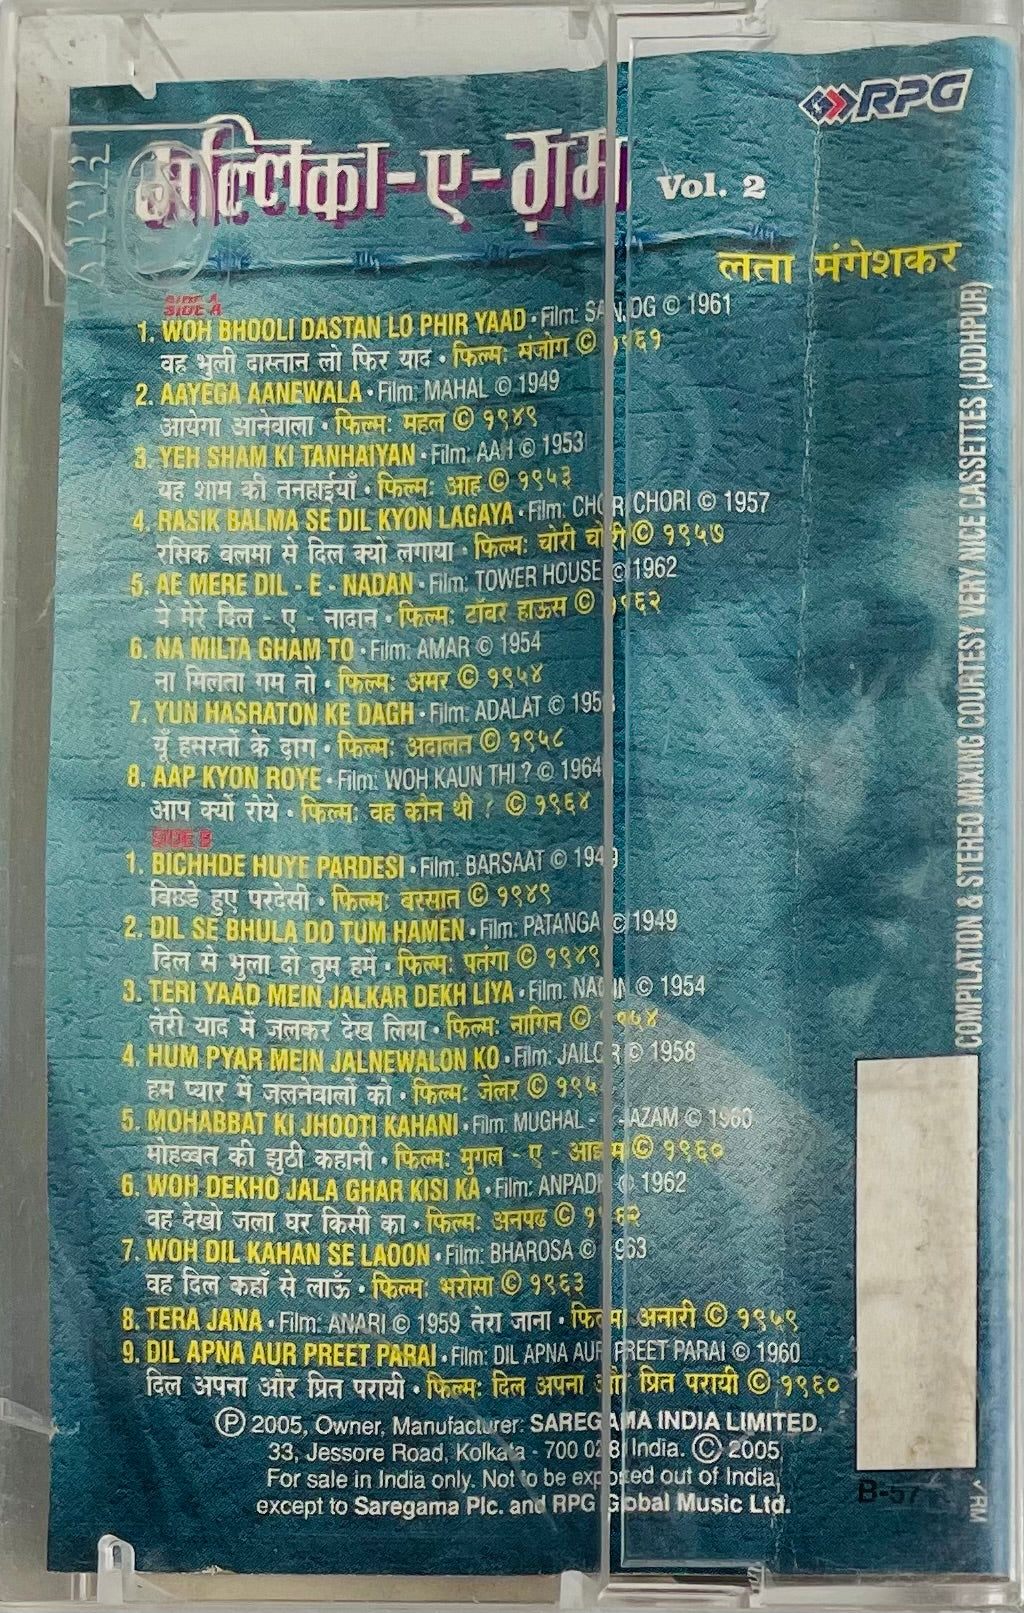 RPG
मल्लिका-ए-ग़म Vol. 2
लता मंगेशकर
SIDE A
1. WOH BHOOLI DASTAN LO PHIR YAAD • Film: SANJOG © 1961
वह भुली दास्तान लो फिर याद • फिल्म: संजोग © १९६१
2. AAYEGA AANEWALA • Film: MAHAL © 1949
आयेगा आनेवाला • फिल्म: महल © १९४९
3. YEH SHAM KI TANHAIYAN • Film: AAH © 1953
यह शाम की तनहाईयाँ • फिल्म: आह © १९५३
4. RASIK BALMA SE DIL KYON LAGAYA • Film: CHORI CHORI © 1957
रसिक बलमा से दिल क्यों लगाया • फिल्म: चोरी चोरी © १९५७
5. AE MERE DIL - E - NADAN • Film: TOWER HOUSE © 1962
ये मेरे दिल - ए - नादान • फिल्म: टॉवर हाऊस © १९६२
6. NA MILTA GHAM TO • Film: AMAR © 1954
ना मिलता गम तो • फिल्म: अमर © १९५४
7. YUN HASRATON KE DAGH • Film: ADALAT © 1958
यूँ हसरतों के दाग़ • फिल्म: अदालत © १९५८
8. AAP KYON ROYE • Film: WOH KAUN THI ? © 1964
आप क्यों रोये • फिल्म: वह कौन थी ? © १९६४
SIDE B
1. BICHHDE HUYE PARDESI • Film: BARSAAT © 1949
बिछडे हुए परदेसी • फिल्म: बरसात © १९४९
2. DIL SE BHULA DO TUM HAMEN • Film: PATANGA © 1949
दिल से भुला दो तुम हमें • फिल्म: पतंगा © १९४९
3. TERI YAAD MEIN JALKAR DEKH LIYA • Film: NAGIN © 1954
तेरी याद में जलकर देख लिया • फिल्म: नागिन © १९५४
4. HUM PYAR MEIN JALNEWALON KO • Film: JAILOR © 1958
हम प्यार में जलनेवालों को • फिल्म: जेलर ©
5. MOHABBAT KI JHOOTI KAHANI • Film: MUGHAL - E - AZAM © 1960
मोहब्बत की झुठी कहानी • फिल्म: मुगल - ए - आज़म © १९६०
6. WOH DEKHO JALA GHAR KISI KA • Film: ANPADH © 1962
वह देखो जला घर किसी का • फिल्म: अनपढ © १९६२
7. WOH DIL KAHAN SE LAOON • Film: BHAROSA © 1963
वह दिल कहाँ से लाऊँ • फिल्म: भरोसा © १९६३
8. TERA JANA • Film: ANARI © 1959 तेरा जाना • फिल्म अनारी © १९५९
9. DIL APNA AUR PREET PARAI • Film: DIL APNA AUR PREET PARAI © 1960
दिल अपना और प्रित परायी • फिल्म: दिल अपना और प्रित परायी © १९६०
Ⓟ 2005, Owner, Manufacturer: SAREGAMA INDIA LIMITED.
33, Jessore Road, Kolkata - 700 028 India. © 2005,
For sale in India only. Not to be exported out of India,
except to Saregama Plc. and RPG Global Music Ltd.
COMPILATION & STEREO MIXING COURTESY VERY NICE CASSETTES (JODHPUR)
B-57